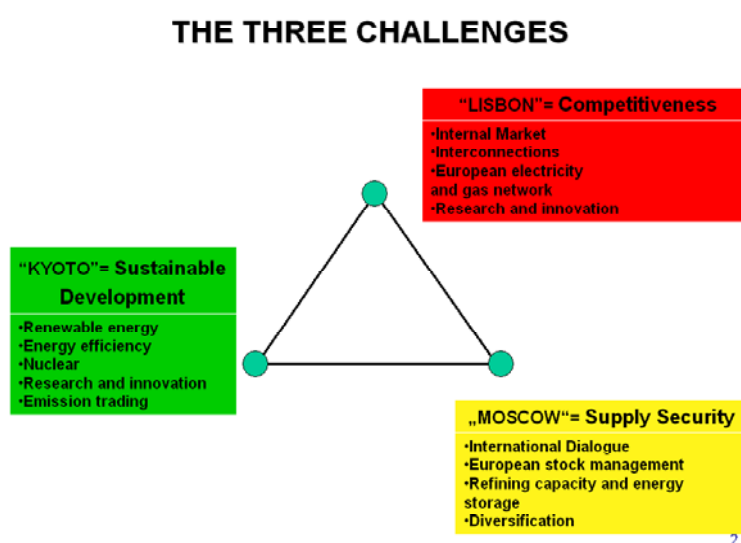 THE THREE CHALLENGES
“LISBON”= Competitiveness
•Internal Market
•Interconnections
•European electricity
and gas network
•Research and innovation
“KYOTO”= Sustainable
Development
•Renewable energy
•Energy efficiency
•Nuclear
•Research and innovation
•Emission trading
„MOSCOW“= Supply Security
•International Dialogue
•European stock management
•Refining capacity and energy
storage
•Diversification
2